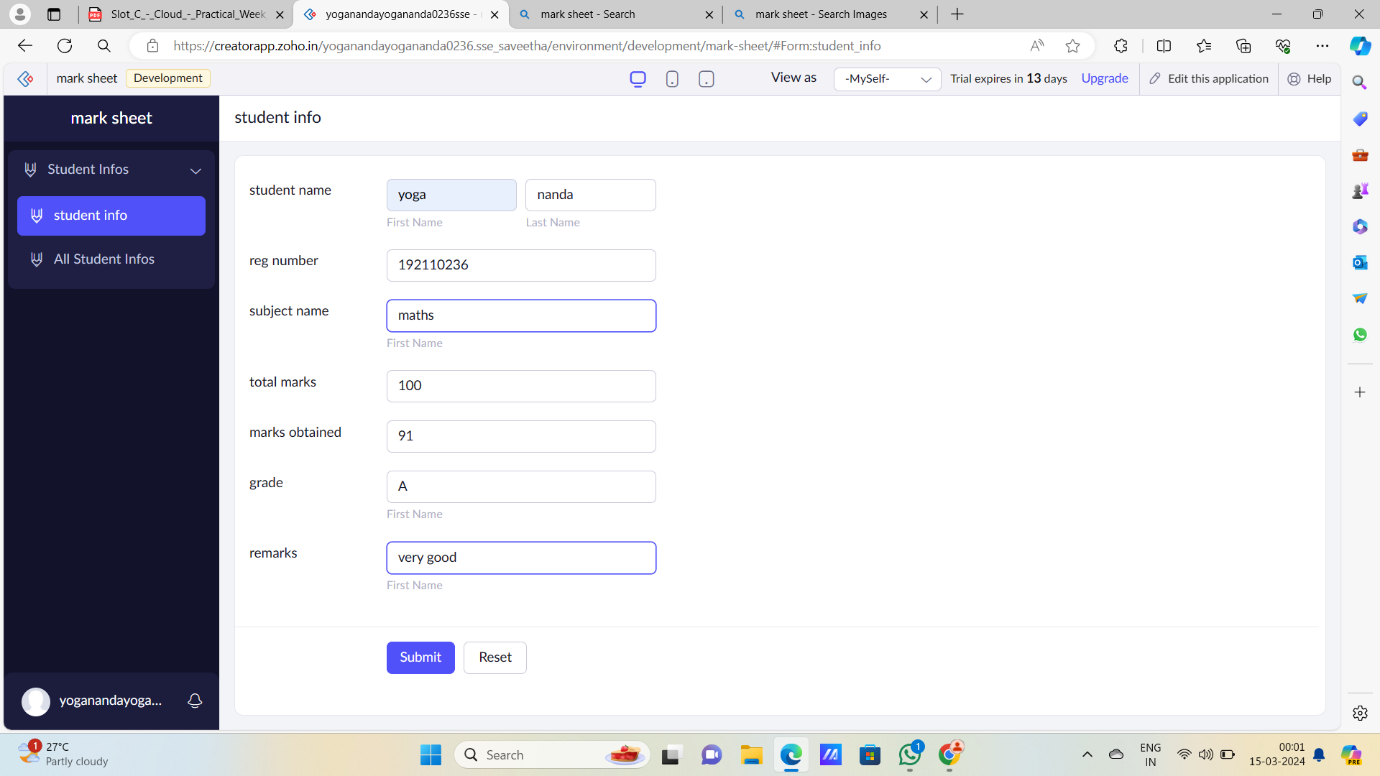 Slot_C_-_Cloud_-_Practical_Week
yoganandayogananda0236sse -
mark sheet - Search
mark sheet - Search Images
https://creatorapp.zoho.in/yoganandayogananda0236.sse_saveetha/environment/development/mark-sheet/#Form:student_info
mark sheet
Development
View as
-MySelf-
Trial expires in 13 days
Upgrade
Edit this application
Help
mark sheet
student info
Student Infos
student info
All Student Infos
student name
yoga
nanda
First Name
Last Name
reg number
192110236
subject name
maths
First Name
total marks
100
marks obtained
91
grade
A
First Name
remarks
very good
First Name
Submit
Reset
yoganandayoga...
1
27°C
Partly cloudy
Search
1
ENG
IN
00:01
15-03-2024
PRE